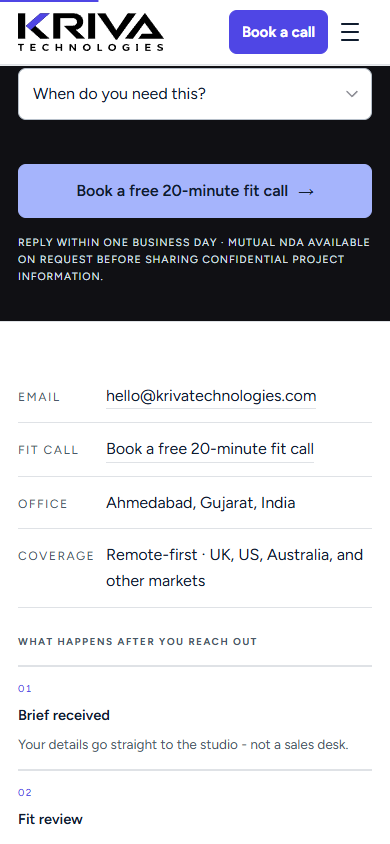 KRIVA
TECHNOLOGIES
Book a call
When do you need this?
Book a free 20-minute fit call →
REPLY WITHIN ONE BUSINESS DAY · MUTUAL NDA AVAILABLE
ON REQUEST BEFORE SHARING CONFIDENTIAL PROJECT
INFORMATION.
EMAIL hello@krivatechnologies.com
FIT CALL Book a free 20-minute fit call
OFFICE Ahmedabad, Gujarat, India
COVERAGE Remote-first · UK, US, Australia, and
other markets
WHAT HAPPENS AFTER YOU REACH OUT
01
Brief received
Your details go straight to the studio - not a sales desk.
02
Fit review